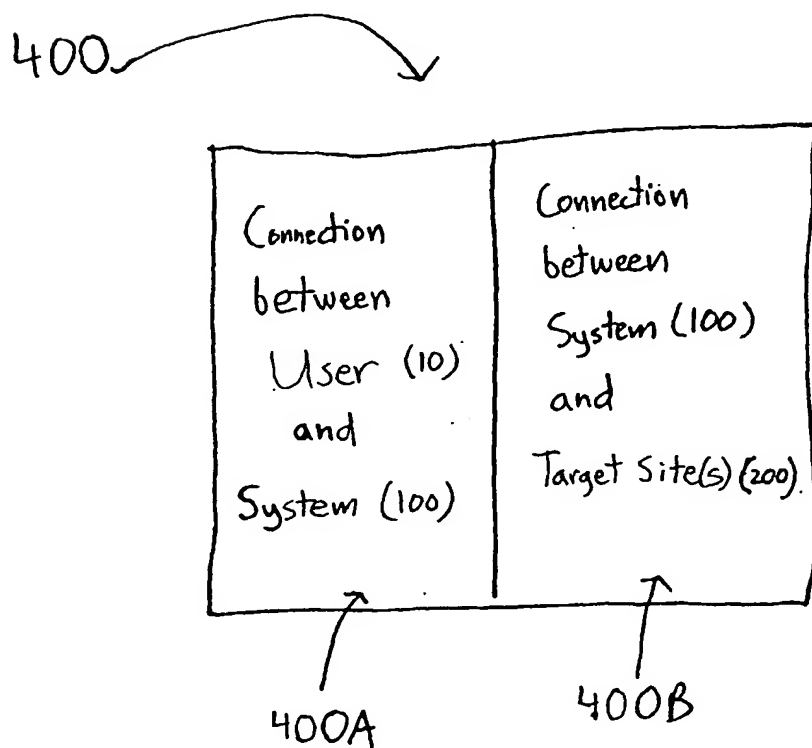 400
Connection
between
User (10)
and
System (100)
Connection
between
System (100)
and
Target Site(s) (200).
400A
400B